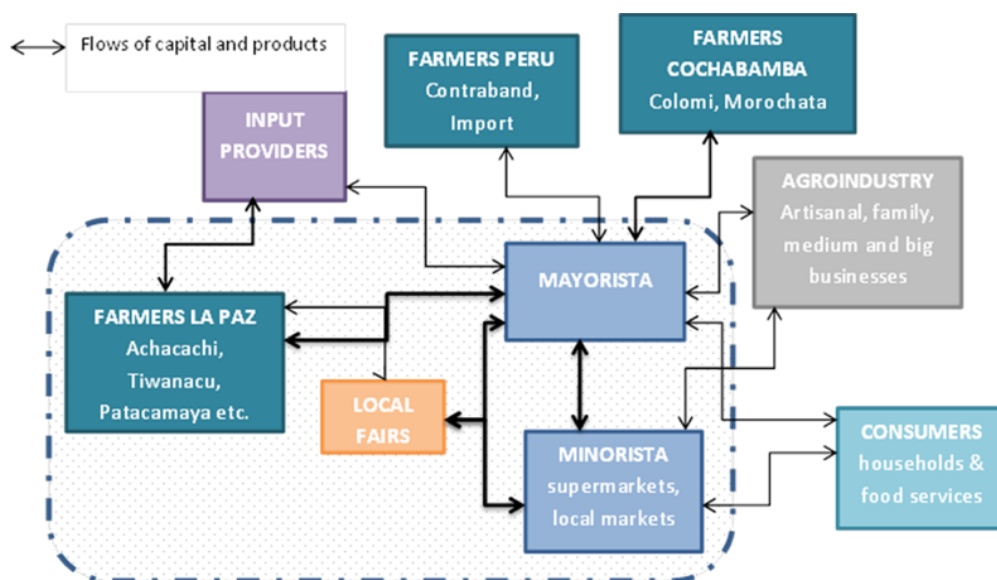 Flows of capital and products
FARMERS PERU
Contraband,
Import
FARMERS
COCHABAMBA
Colomi, Morochata
INPUT
PROVIDERS
AGROINDUSTRY
Artisanal, family,
medium and big
businesses
MAYORISTA
FARMERS LA PAZ
Achacachi,
Tiwanacu,
Patacamaya etc.
LOCAL
FAIRS
MINORISTA
supermarkets,
local markets
CONSUMERS
households &
food services